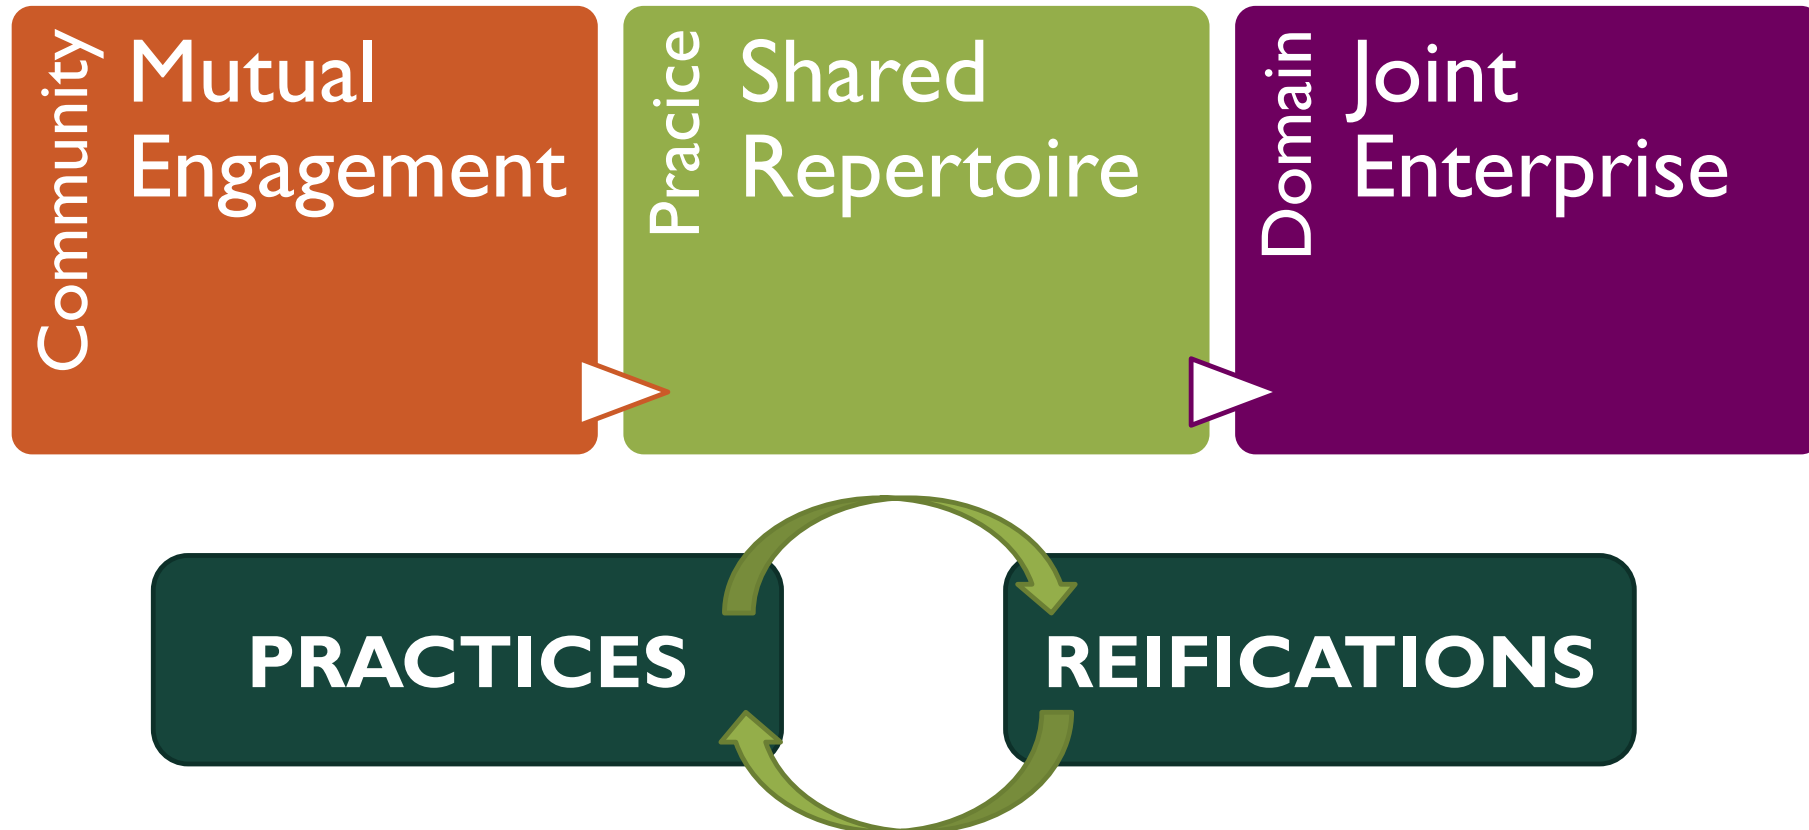 Community
Mutual
Engagement
Pracice
Shared
Repertoire
Domain
Joint
Enterprise
PRACTICES
REIFICATIONS